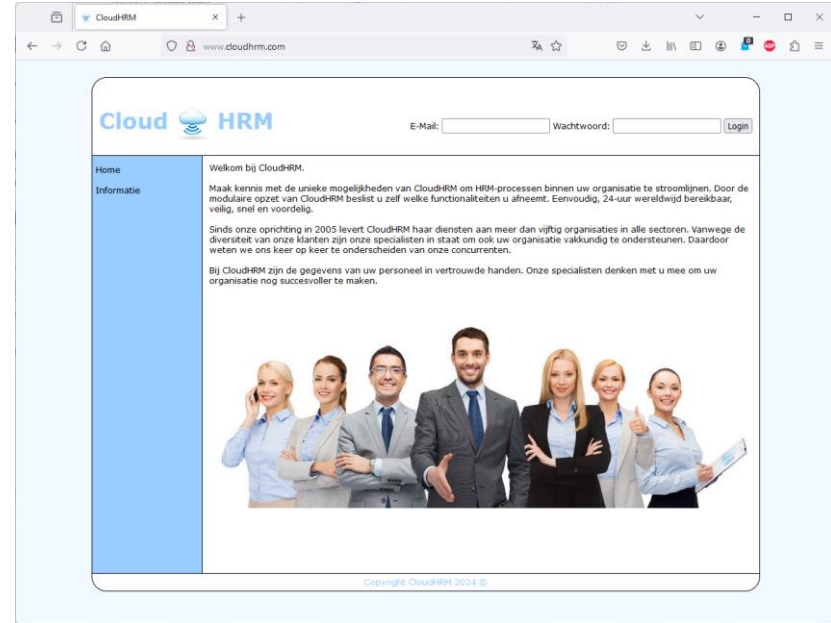 CloudHRM
www.cloudhrm.com
Cloud HRM
E-Mail: Wachtwoord: Login
Home
Informatie
Welkom bij CloudHRM.
Maak kennis met de unieke mogelijkheden van CloudHRM om HRM-processen binnen uw organisatie te stroomlijnen. Door de
modulaire opzet van CloudHRM beslist u zelf welke functionaliteiten u afneemt. Eenvoudig, 24-uur wereldwijd bereikbaar,
veilig, snel en voordelig.
Sinds onze oprichting in 2005 levert CloudHRM haar diensten aan meer dan vijftig organisaties in alle sectoren. Vanwege de
diversiteit van onze klanten zijn onze specialisten in staat om ook uw organisatie vakkundig te ondersteunen. Daardoor
weten we ons keer op keer te onderscheiden van onze concurrenten.
Bij CloudHRM zijn de gegevens van uw personeel in vertrouwde handen. Onze specialisten denken met u mee om uw
organisatie nog succesvoller te maken.
Copyright CloudHRM 2024 ©